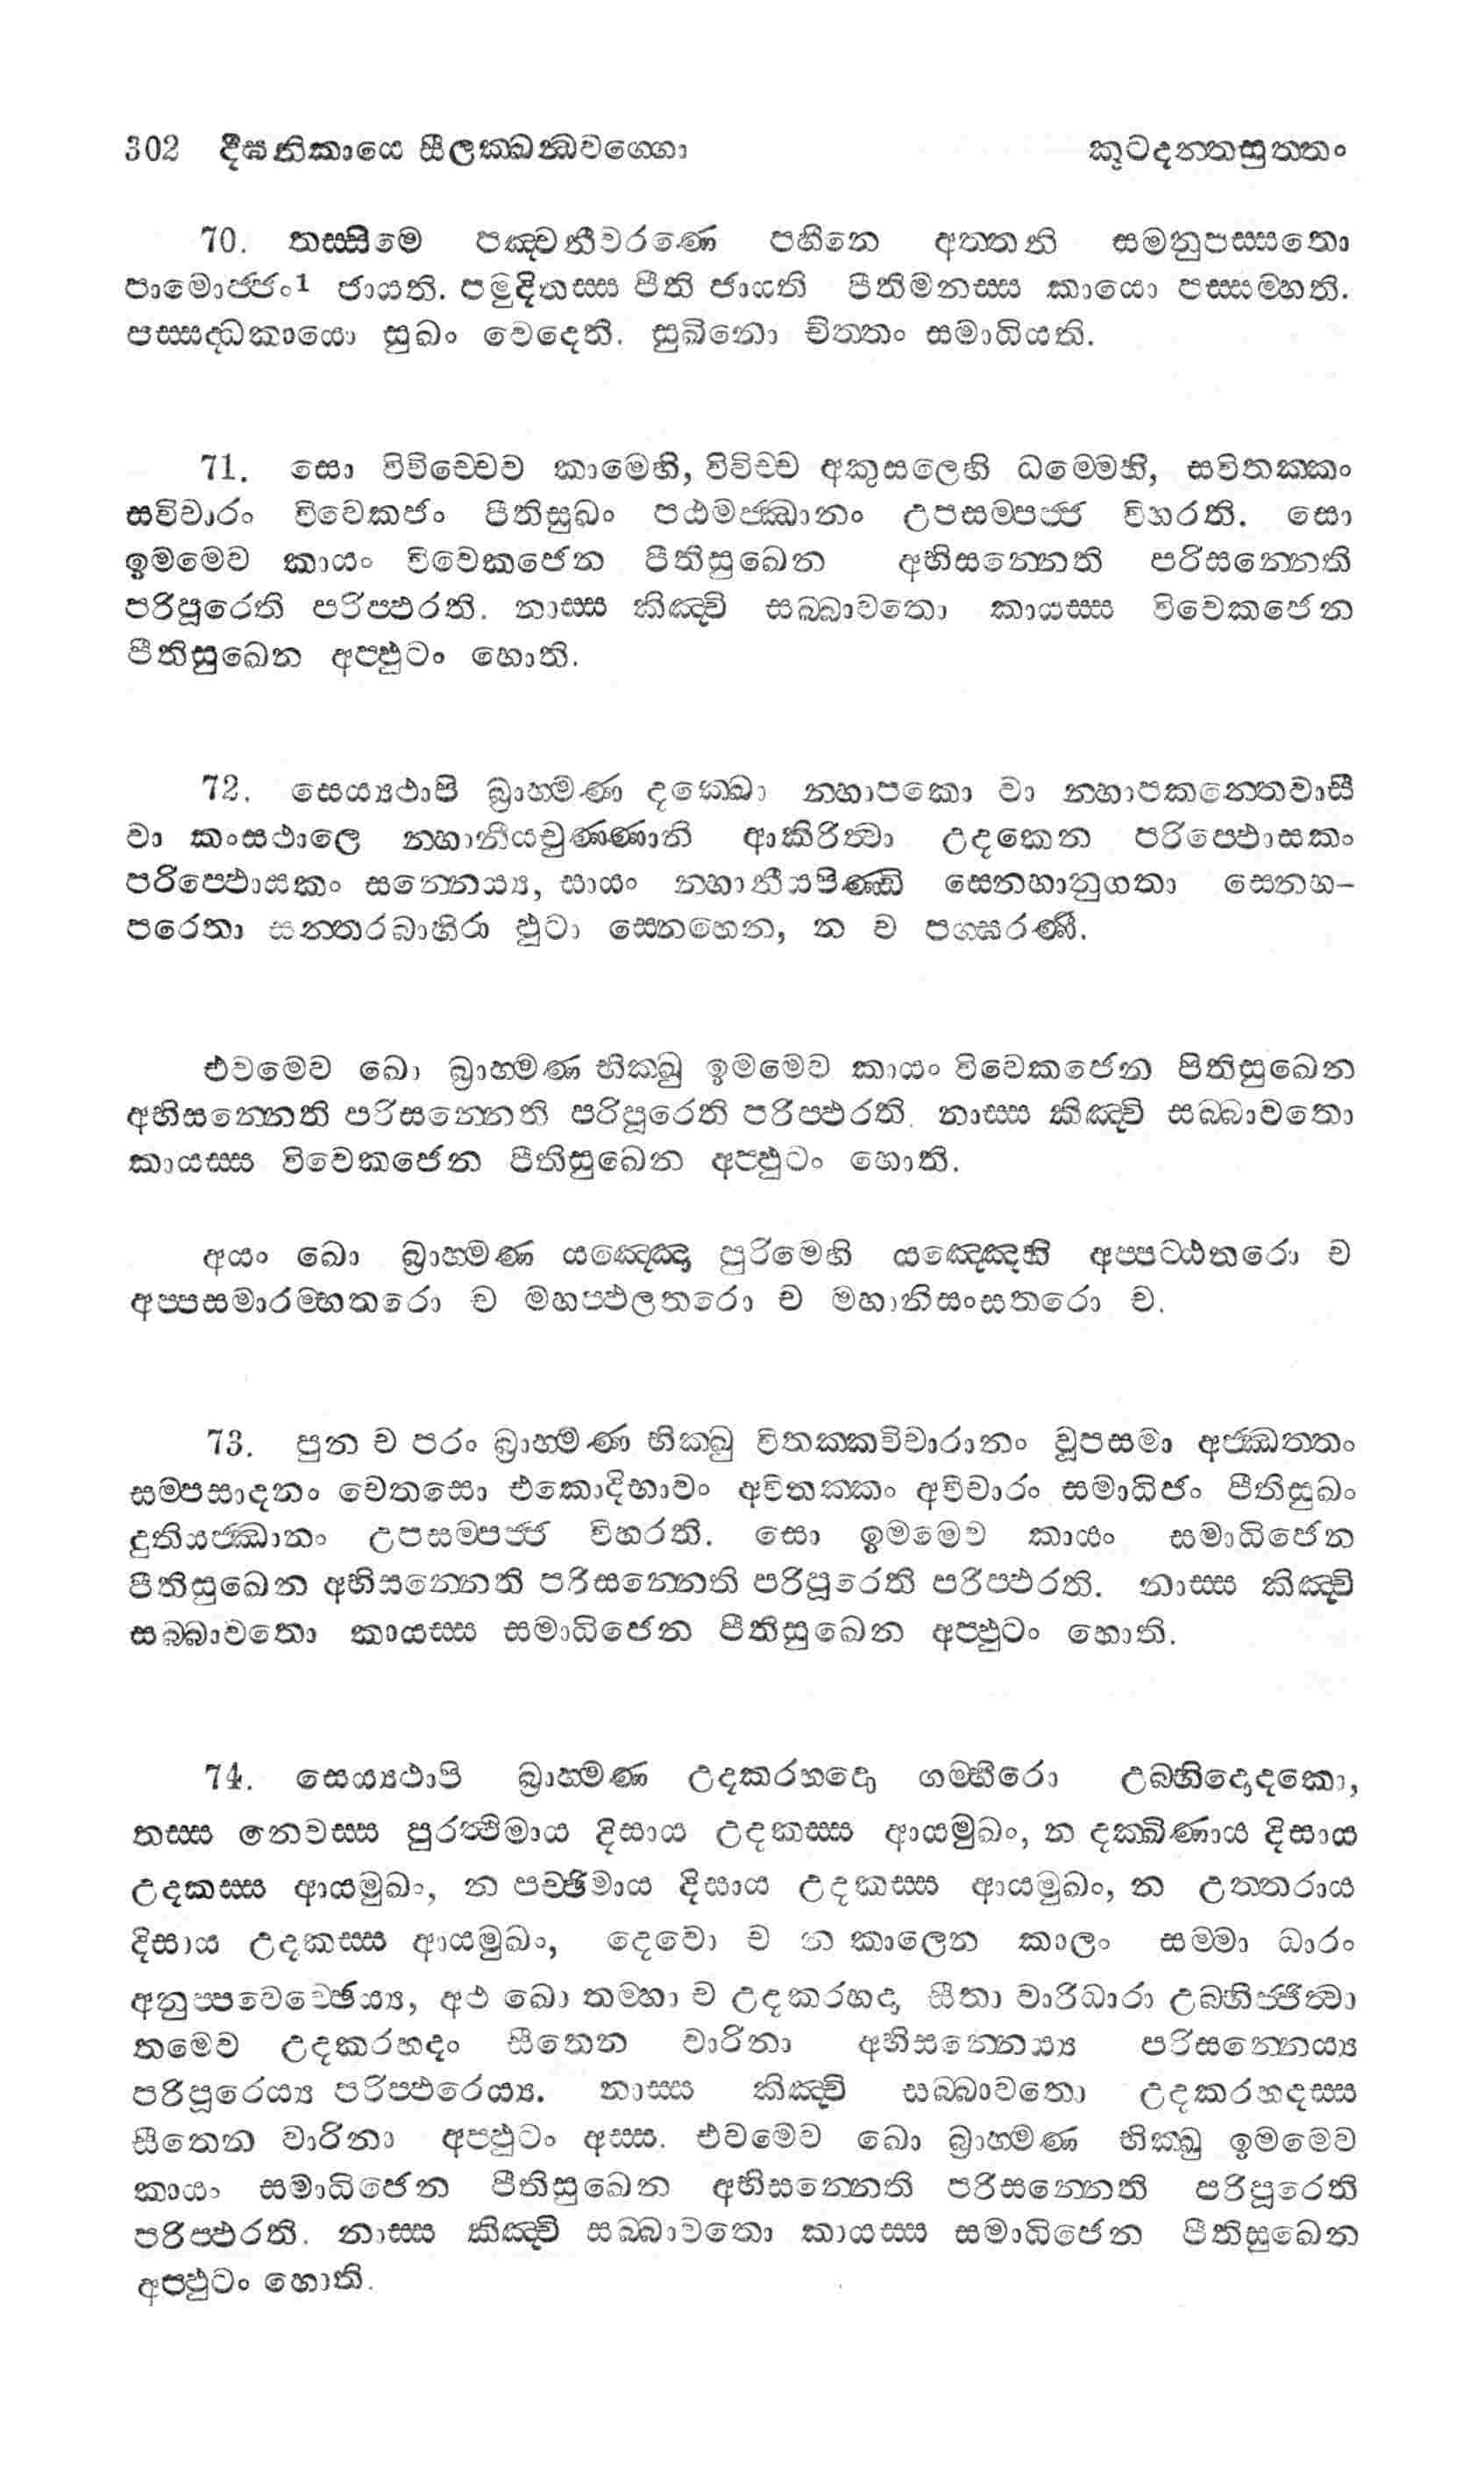 302 දීඝනිකායෙ සීලක්ඛන්ධවග්ගො කූටදන්තසුත්තං
70. තස්සිමෙ පඤ්චනීවරණෙ පහීනෙ අත්තනි සමනුපස්සතො
පාමොජ්ජං1 ජායති. පමුදිතස්ස පීති ජායති පීතිමනස්ස කායො පස්සම්භති.
පස්සද්ධකායො සුඛං වෙදෙති. සුඛිනො චිත්තං සමාධියති.
71. සො විවිච්චෙව කාමෙහි, විවිච්ච අකුසලෙහි ධම්මෙහි, සවිතක්කං
සවිචාරං විවෙකජං පීතිසුඛං පඨමජ්ඣානං උපසම්පජ්ජ විහරති. සො
ඉමමෙව කායං විවෙකජෙන පීතිසුඛෙන අභිසන්නෙති පරිසන්නෙති
පරිපූරෙති පරිප්ඵරති. නාස්ස කිඤ්චි සබ්බාවතො කායස්ස විවෙකජෙන
පීතිසුඛෙන අප්ඵුටං හොති.
72. සෙය්‍යථාපි බ්‍රාහ්මණ දක්ඛො නහාපකො වා නහාපකන්තෙවාසී
වා කංසථාලෙ නහානීයචුණ්ණානි ආකිරිත්වා උදකෙන පරිප්ඵොසකං
පරිප්ඵොසකං සන්නෙය්‍ය, සායං නහානීයපිණ්ඩි සෙනහානුගතා සෙනහ-
පරෙතා සන්තරබාහිරා ඵුටා සෙනහෙන, න ච පග්ඝරණී.
එවමෙව ඛො බ්‍රාහ්මණ භික්ඛු ඉමමෙව කායං විවෙකජෙන පිතිසුඛෙන
අභිසන්නෙති පරිසන්නෙති පරිපූරෙති පරිප්ඵරති. නාස්ස කිඤ්චි සබ්බාවතො
කායස්ස විවෙකජෙන පීතිසුඛෙන අප්ඵුටං හොති.
අයං ඛො බ්‍රාහ්මණ යඤ්ඤො පුරිමෙහි යඤ්ඤෙහි අප්පට්ඨතරො ච
අප්පසමාරම්භතරො ච මහප්ඵලතරො ච මහානිසංසතරො ච.
73. පුන ච පරං බ්‍රාහ්මණ භික්ඛු විතක්කවිචාරානං වූපසමා අජ්ඣත්තං
සම්පසාදනං චෙතසො එකොදිභාවං අවිතක්කං අවිචාරං සමාධිජං පීතිසුඛං
දුතියජ්ඣානං උපසම්පජ්ජ විහරති. සො ඉමමෙව කායං සමාධිජෙන
පීතිසුඛෙන අභිසන්නෙති පරිසන්නෙති පරිපූරෙති පරිප්ඵරති. නාස්ස කිඤ්චි
සබ්බාවතො කායස්ස සමාධිජෙන පීතිසුඛෙන අප්ඵුටං හොති.
74. සෙය්‍යථාපි බ්‍රාහ්මණ උදකරහදො ගම්භීරො උබ්භිදොදකො,
තස්ස නෙවස්ස පුරත්ථිමාය දිසාය උදකස්ස ආයමුඛං, න දක්ඛිණාය දිසාය
උදකස්ස ආයමුඛං, න පච්ඡිමාය දිසාය උදකස්ස ආයමුඛං, න උත්තරාය
දිසාය උදකස්ස ආයමුඛං, දෙවො ච න කාලෙන කාලං සම්මා ධාරං
අනුප්පවෙච්ඡෙය්‍ය, අථ ඛො තම්හා ච උදකරහදා සීතා වාරිධාරා උබ්භිජ්ජිත්වා
තමෙව උදකරහදං සීතෙන වාරිනා අභිසන්නෙය්‍ය පරිසන්නෙය්‍ය
පරිපූරෙය්‍ය පරිප්ඵරෙය්‍ය. නාස්ස කිඤ්චි සබ්බාවතො උදකරහදස්ස
සීතෙන වාරිනා අප්ඵුටං අස්ස. එවමෙව ඛො බ්‍රාහ්මණ භික්ඛු ඉමමෙව
කායං සමාධිජෙන පීතිසුඛෙන අභිසන්නෙති පරිසන්නෙති පරිපූරෙති
පරිප්ඵරති. නාස්ස කිඤ්චි සබ්බාවතො කායස්ස සමාධිජෙන පීතිසුඛෙන
අප්ඵුටං හොති.